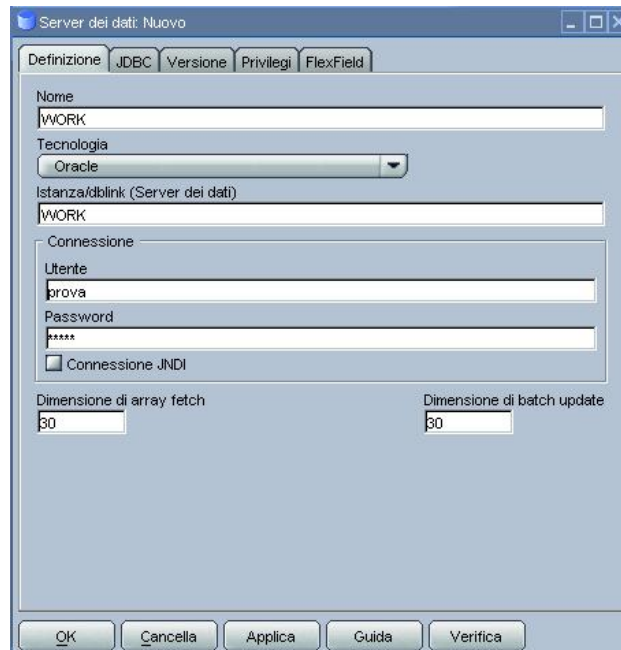 Server dei dati: Nuovo
Definizione JDBC Versione Privilegi FlexField
Nome
WORK
Tecnologia
Oracle
Istanza/dblink (Server dei dati)
WORK
Connessione
Utente
prova
Password
*****
Connessione JNDI
Dimensione di array fetch Dimensione di batch update
30 30
OK Cancella Applica Guida Verifica